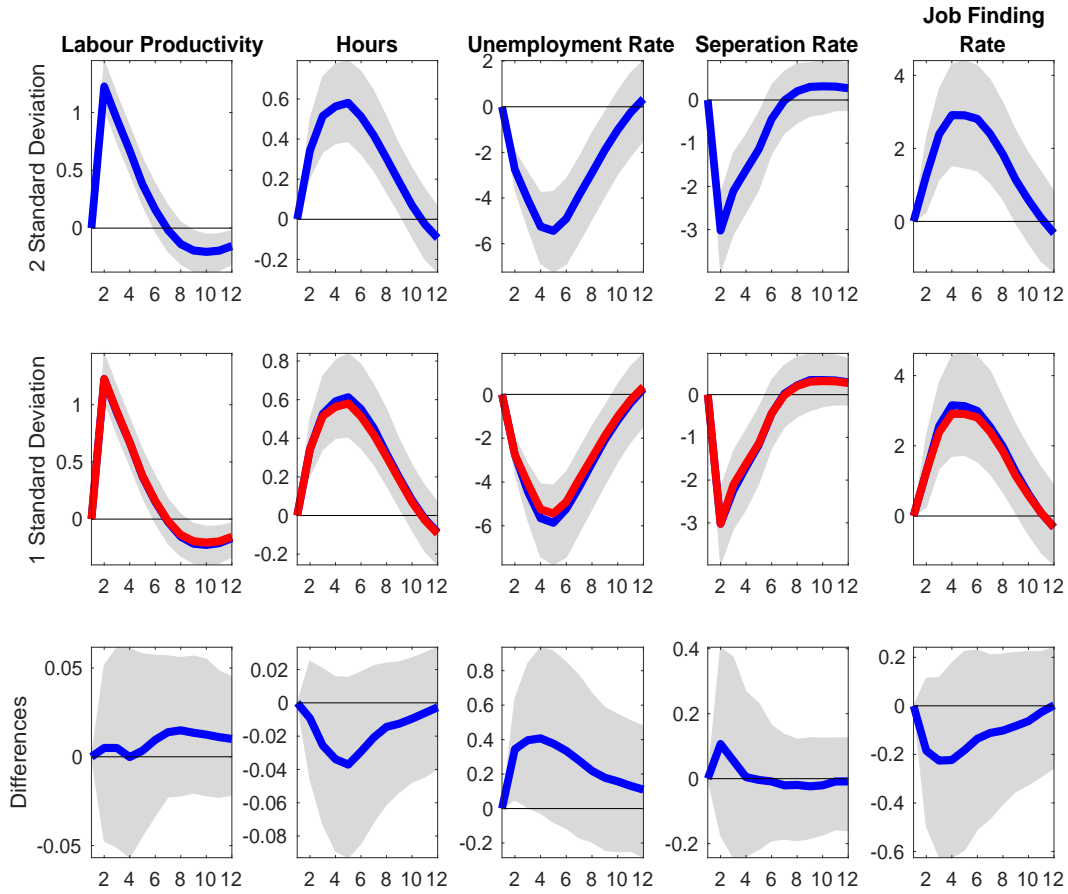 Labour Productivity
Hours
Unemployment Rate
Seperation Rate
Job Finding
Rate
2 Standard Deviation
1
0.5
0
2 4 6 8 10 12
0.6
0.4
0.2
0
-0.2
2 4 6 8 10 12
2
0
-2
-4
-6
2 4 6 8 10 12
0
-1
-2
-3
2 4 6 8 10 12
4
2
0
2 4 6 8 10 12
1 Standard Deviation
1
0.5
0
2 4 6 8 10 12
0.8
0.6
0.4
0.2
0
-0.2
2 4 6 8 10 12
0
-2
-4
-6
2 4 6 8 10 12
0
-1
-2
-3
2 4 6 8 10 12
4
2
0
2 4 6 8 10 12
Differences
0.05
0
-0.05
2 4 6 8 10 12
0.02
0
-0.02
-0.04
-0.06
-0.08
2 4 6 8 10 12
0.8
0.6
0.4
0.2
0
-0.2
2 4 6 8 10 12
0.4
0.2
0
-0.2
2 4 6 8 10 12
0.2
0
-0.2
-0.4
-0.6
2 4 6 8 10 12